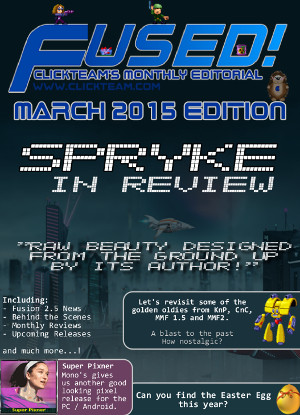 FUSED!
CLICKTEAM'S MONTHLY EDITORIAL
WWW.CLICKTEAM.COM
MARCH 2015 EDITION
SPRYKE
IN REVIEW
"RAW BEAUTY DESIGNED
FROM THE GROUND UP
BY ITS AUTHOR!"
Including:
- Fusion 2.5 News
- Behind the Scenes
- Monthly Reviews
- Upcoming Releases
and much more...!
Let's revisit some of the
golden oldies from KnP, CnC,
MMF 1.5 and MMF2.
A blast to the past
How nostalgic?
Super Pixner
Mono's gives
us another good
looking pixel
release for the
PC / Android.
Super Pixner
Can you find the Easter Egg
this year?